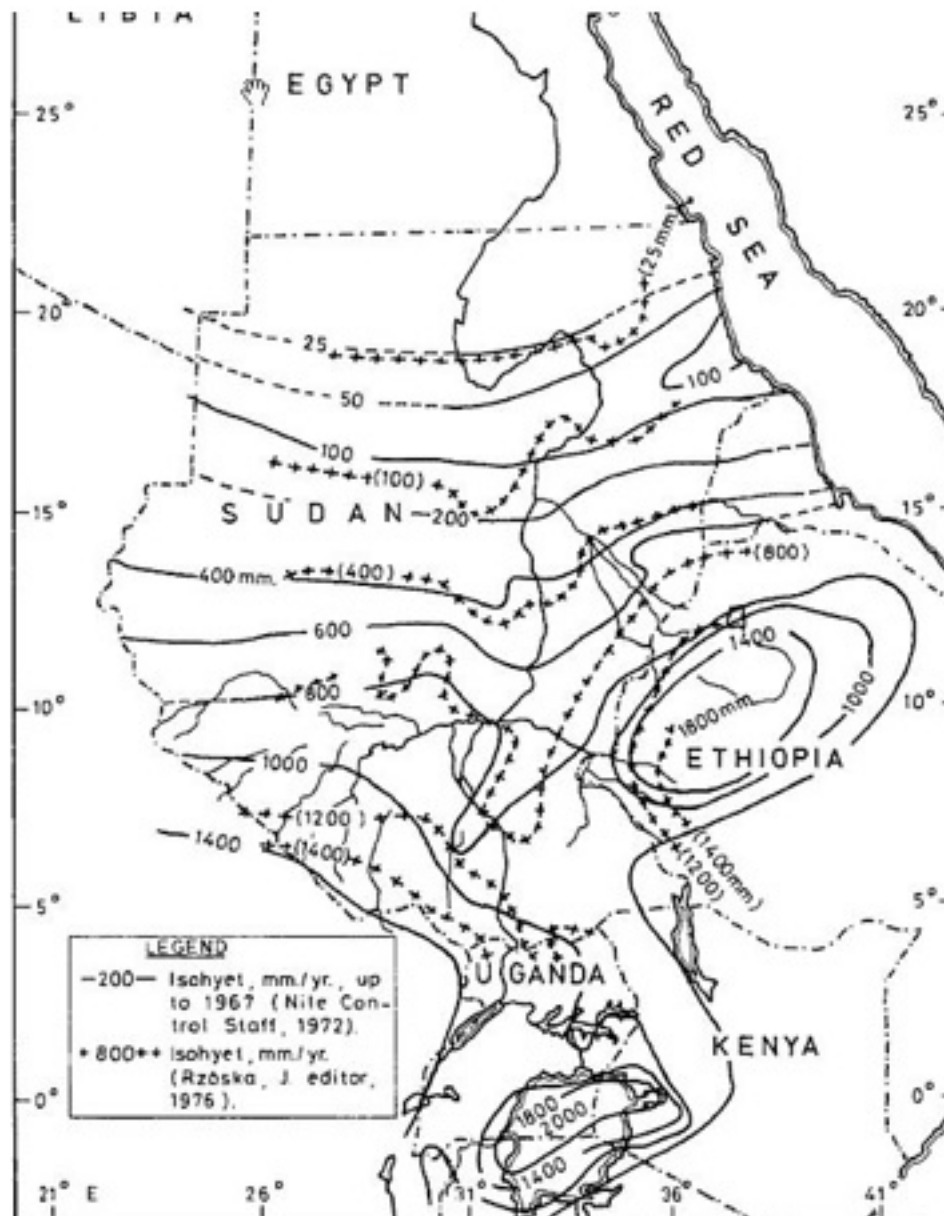 LIBIA
EGYPT
25°
25°
RED SEA
(25mm)
20°
20°
25
50
100
100
(100)
SUDAN
200
15°
15°
(800)
400mm.
(400)
600
1400
1000
800
10°
10°
1800mm.
ETHIOPIA
1000
(1200)
1400
(1400)
(1400mm)
(1200)
5°
5°
UGANDA
KENYA
LEGEND
—200— Isohyet, mm./yr., up
to 1967 (Nile Con-
trol Staff, 1972).
+800++ Isohyet, mm./yr.
(Rzóska, J. editor,
1976).
0°
0°
1800
2000
1400
21° E
26°
31°
36°
41°